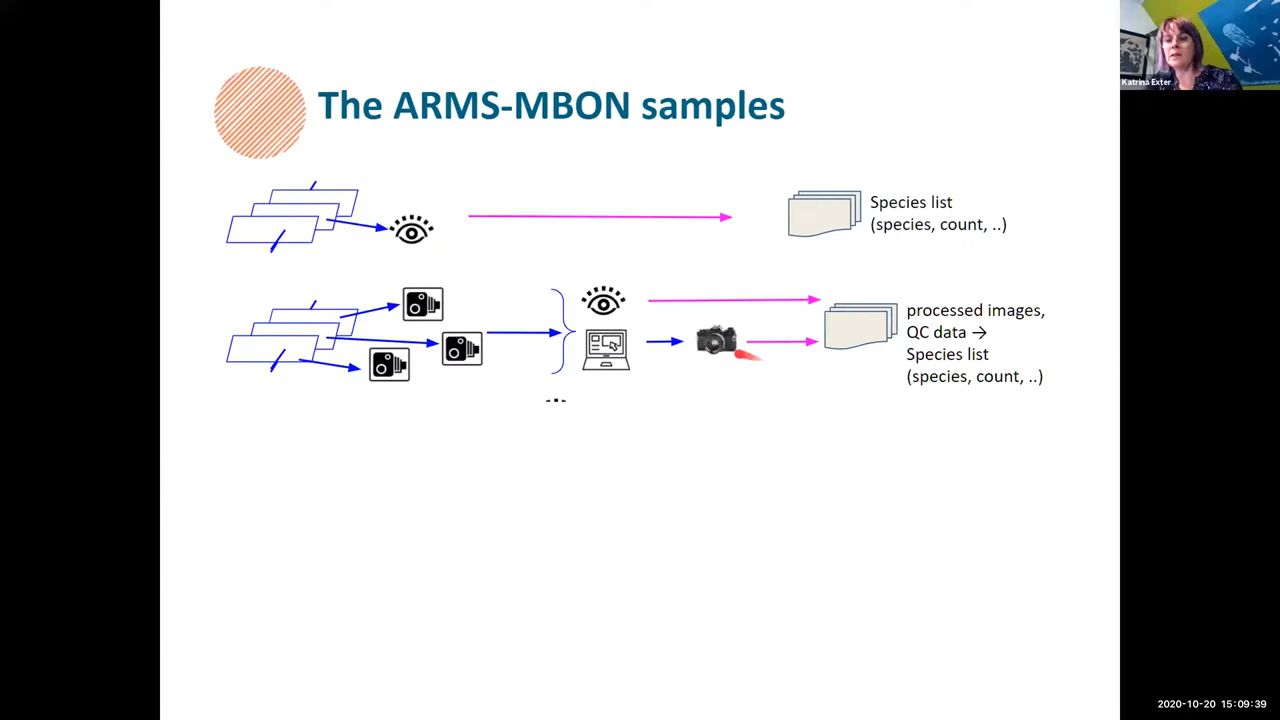 The ARMS-MBON samples
Katrina Exter
Species list
(species, count, ..)
processed images,
QC data →
Species list
(species, count, ..)
2020-10-20 15:09:39